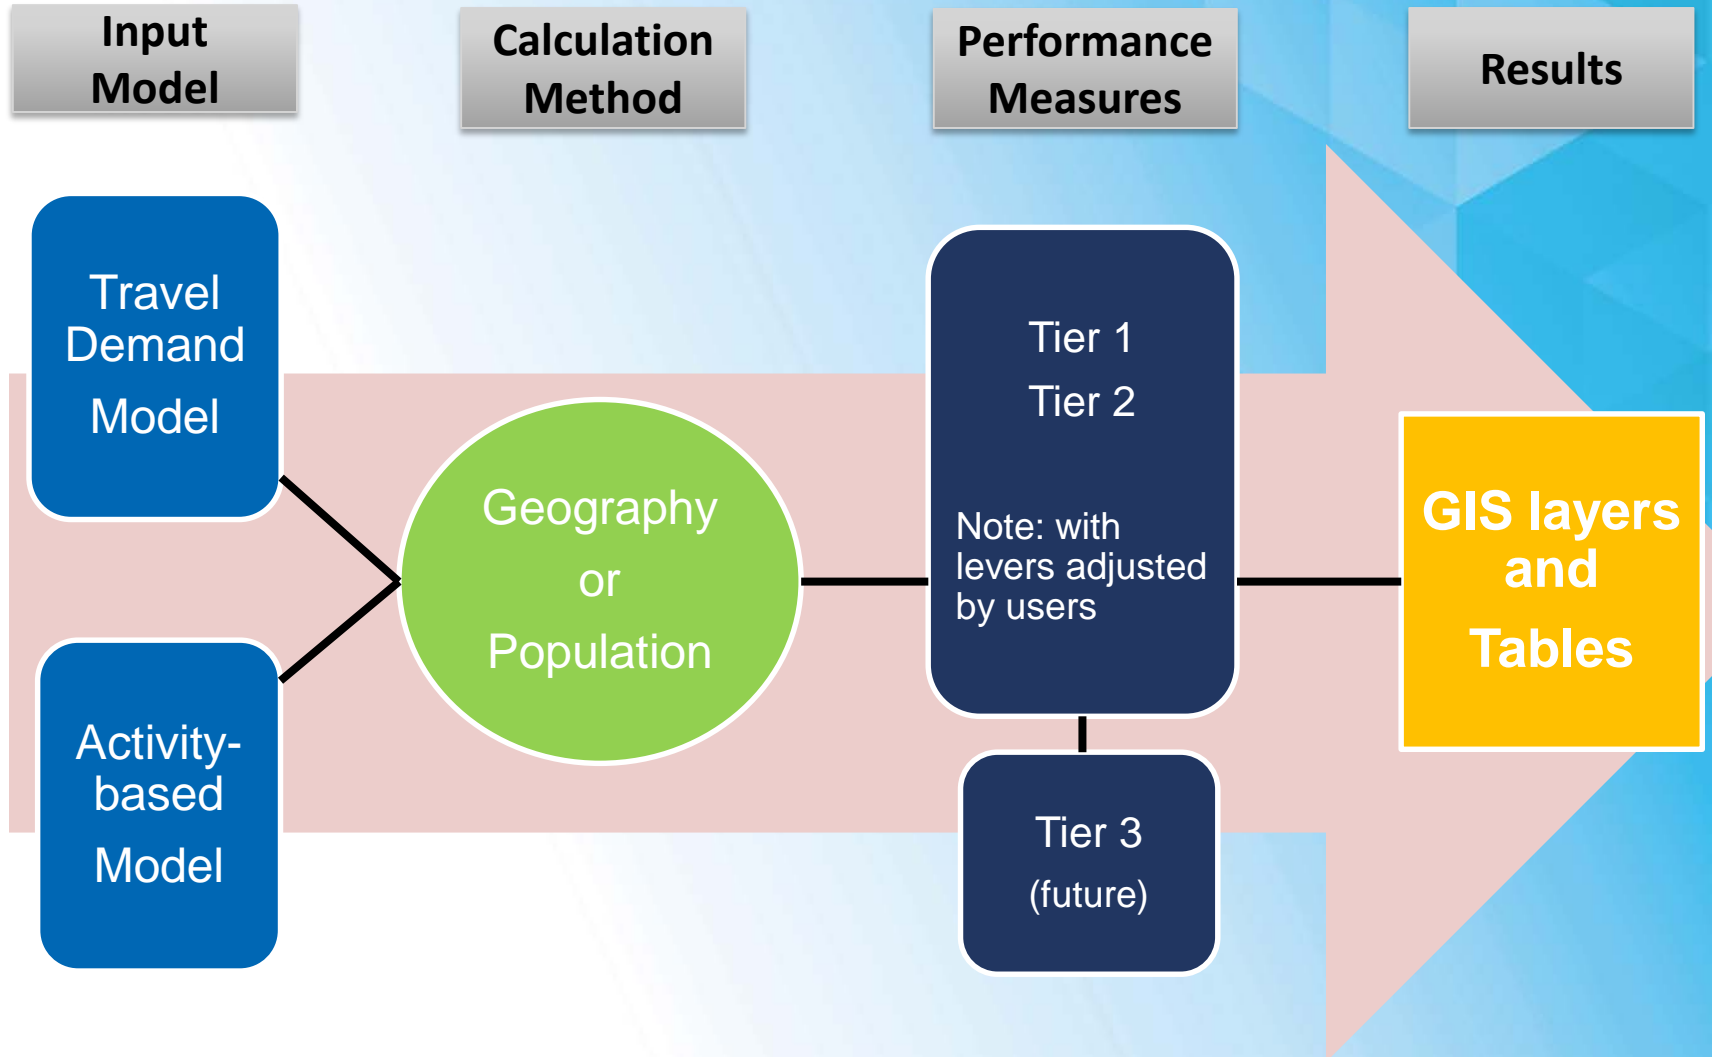 Input
Model
Calculation
Method
Performance
Measures
Results
Travel
Demand
Model
Activity-
based
Model
Geography
or
Population
Tier 1
Tier 2
Note: with
levers adjusted
by users
Tier 3
(future)
GIS layers
and
Tables